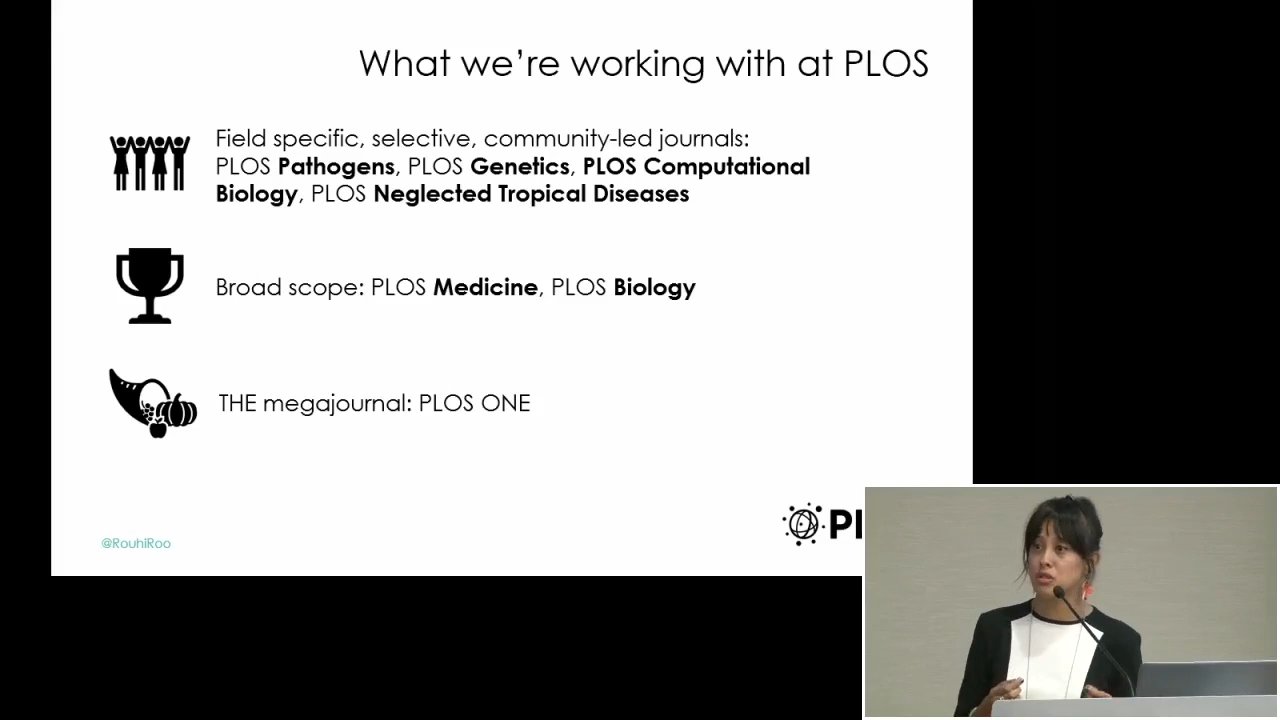 What we're working with at PLOS
Field specific, selective, community-led journals:
PLOS Pathogens, PLOS Genetics, PLOS Computational
Biology, PLOS Neglected Tropical Diseases
Broad scope: PLOS Medicine, PLOS Biology
THE megajournal: PLOS ONE
@RouhiRoo